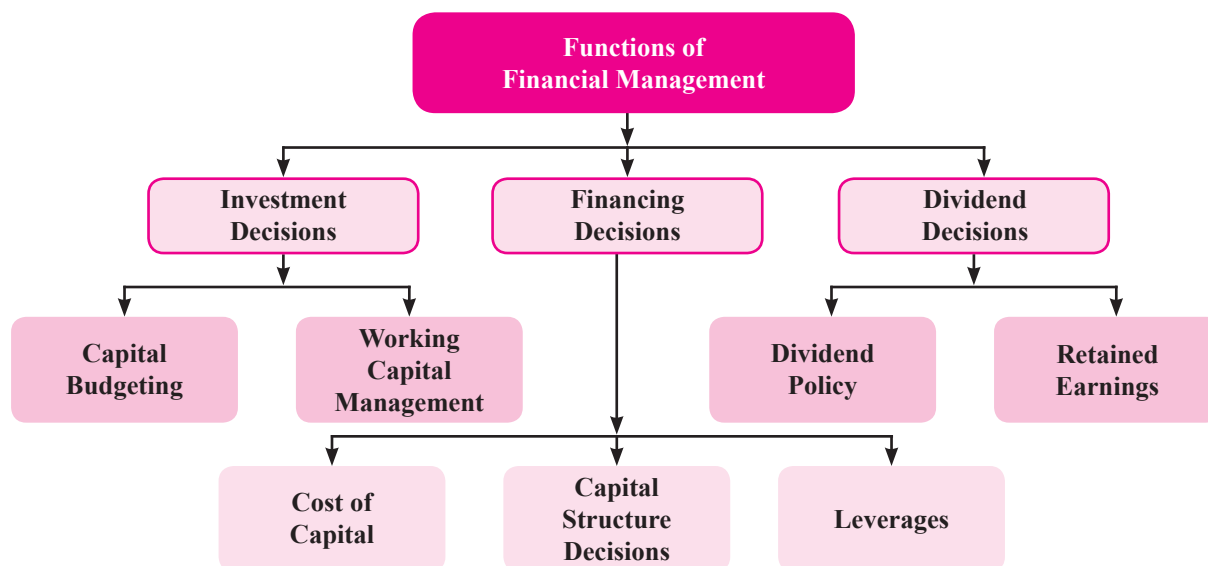 Functions of
Financial Management
Investment
Decisions
Financing
Decisions
Dividend
Decisions
Capital
Budgeting
Working
Capital
Management
Dividend
Policy
Retained
Earnings
Cost of
Capital
Capital
Structure
Decisions
Leverages